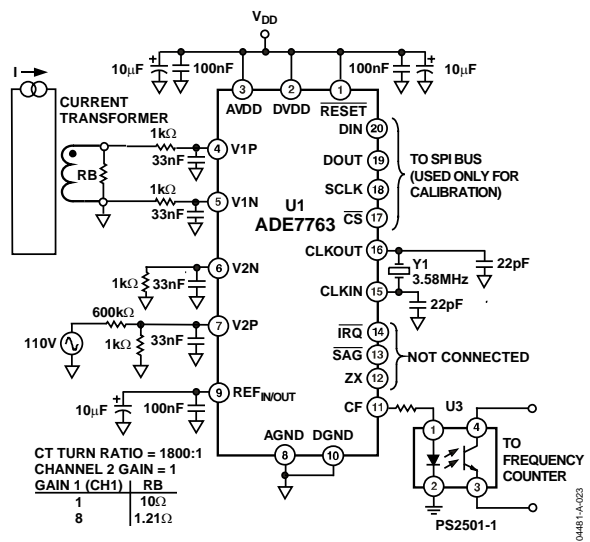 V_DD
10µF
100nF
100nF
10µF
I
CURRENT
TRANSFORMER
3
2
1
AVDD
DVDD
RESET
DIN
20
1kΩ
33nF
4
V1P
DOUT
19
TO SPI BUS
(USED ONLY FOR
CALIBRATION)
RB
SCLK
18
1kΩ
33nF
5
V1N
U1
ADE7763
CS
17
CLKOUT
16
1kΩ
33nF
6
V2N
Y1
3.58MHz
22pF
CLKIN
15
22pF
600kΩ
110V
1kΩ
33nF
7
V2P
IRQ
14
SAG
13
NOT CONNECTED
ZX
12
9
REF_IN/OUT
10µF
100nF
CF
11
U3
1
4
AGND
DGND
8
10
TO
FREQUENCY
COUNTER
2
3
PS2501-1
CT TURN RATIO = 1800:1
CHANNEL 2 GAIN = 1
GAIN 1 (CH1) RB
1 10Ω
8 1.21Ω
04481-A-023